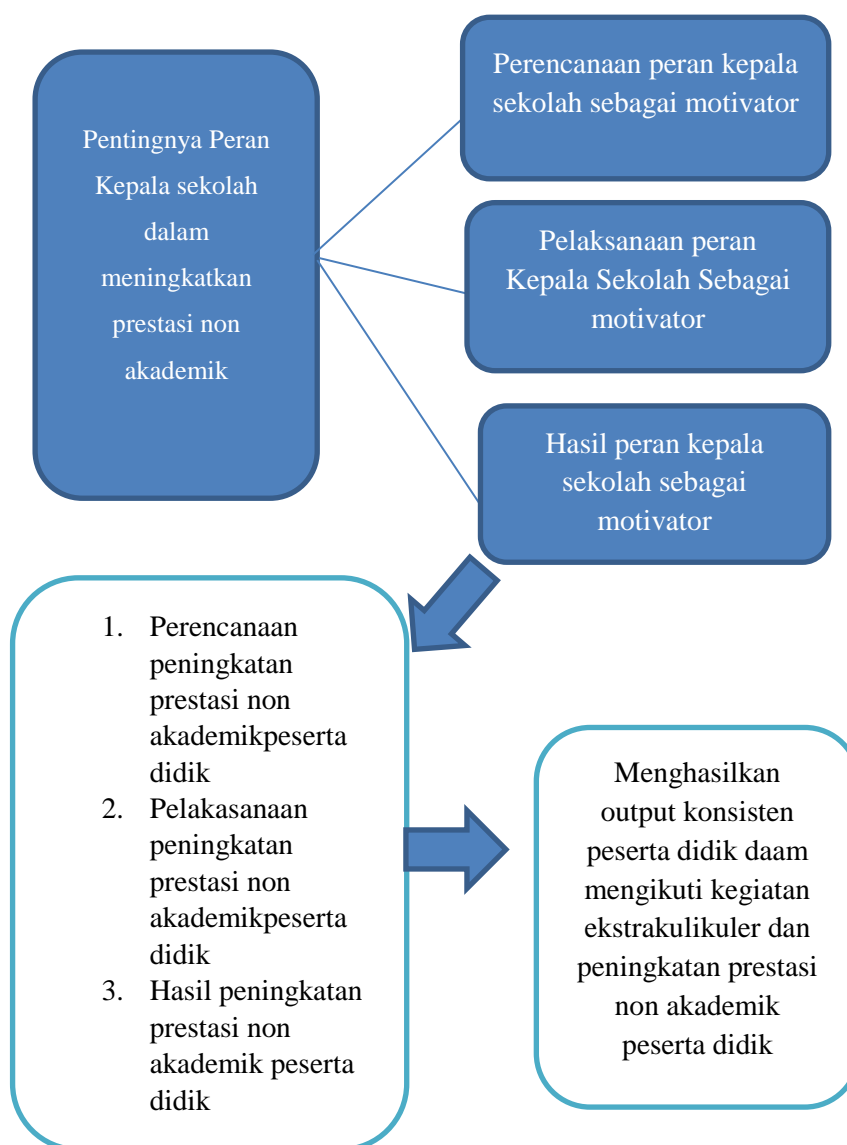 Pentingnya Peran
Kepala sekolah
dalam
meningkatkan
prestasi non
akademik
Perencanaan peran kepala
sekolah sebagai motivator
Pelaksanaan peran
Kepala Sekolah Sebagai
motivator
Hasil peran kepala
sekolah sebagai
motivator
1. Perencanaan
peningkatan
prestasi non
akademikpeserta
didik
2. Pelakasanaan
peningkatan
prestasi non
akademikpeserta
didik
3. Hasil peningkatan
prestasi non
akademik peserta
didik
Menghasilkan
output konsisten
peserta didik daam
mengikuti kegiatan
ekstrakulikuler dan
peningkatan prestasi
non akademik
peserta didik